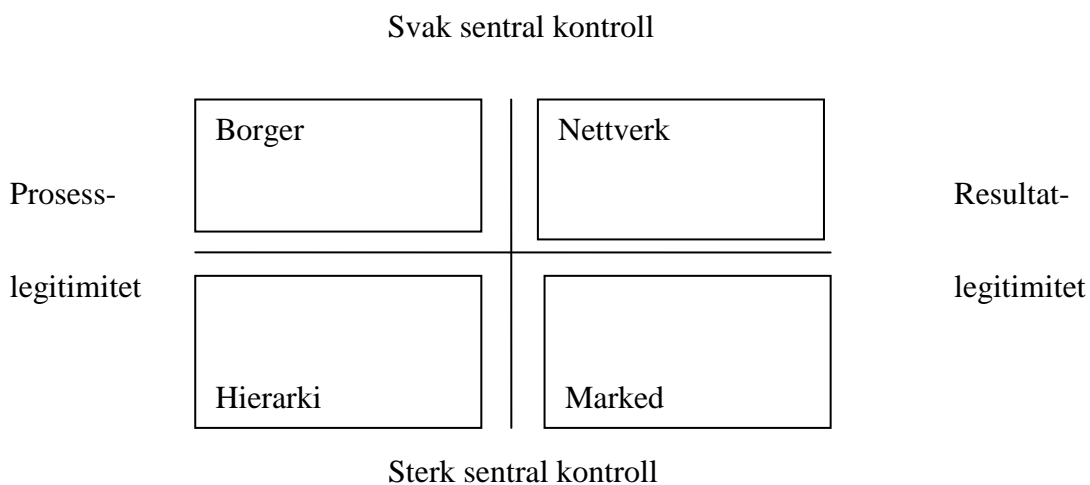 Svak sentral kontroll
Borger
Nettverk
Prosess-
legitimitet
Resultat-
legitimitet
Hierarki
Marked
Sterk sentral kontroll